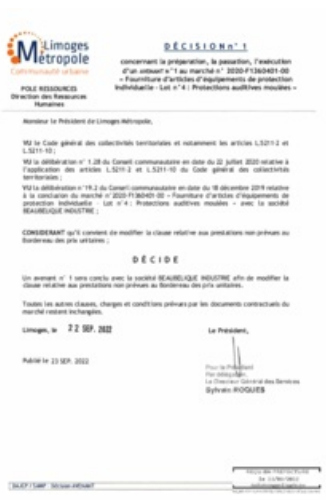 Limoges
Métropole
Communauté urbaine
PÔLE RESSOURCES
Direction des Ressources
Humaines
DÉCISION n° 1
concernant la préparation, la passation, l'exécution
d'un avenant n°1 au marché n° 2020-F1360401-00
« Fourniture d'articles d'équipements de protection
individuelle - Lot n°4 : Protections auditives moulées »
Monsieur le Président de Limoges Métropole,
VU le Code général des collectivités territoriales et notamment les articles L.5211-2 et
L.5211-10 ;
VU la délibération n° 1.28 du Conseil communautaire en date du 22 juillet 2020 relative à
l'application des articles L.5211-2 et L.5211-10 du Code général des collectivités
territoriales ;
VU la délibération n°19.2 du Conseil communautaire en date du 18 décembre 2019 relative
à la conclusion du marché n° 2020-F1360401-00 « Fourniture d'articles d'équipements de
protection individuelle - Lot n°4 : Protections auditives moulées » avec la société
BEAUBELIQUE INDUSTRIE ;
CONSIDERANT qu'il convient de modifier la clause relative aux prestations non prévues au
Bordereau des prix unitaires ;
DÉCIDE
Un avenant n° 1 sera conclu avec la société BEAUBELIQUE INDUSTRIE afin de modifier la
clause relative aux prestations non prévues au Bordereau des prix unitaires.
Toutes les autres clauses, charges et conditions prévues par les documents contractuels du
marché restent inchangées.
Limoges, le 22 SEP. 2022
Le Président,
Publié le 23 SEP. 2022
Pour le Président
Par délégation,
Le Directeur Général des Services
Sylvain ROQUES